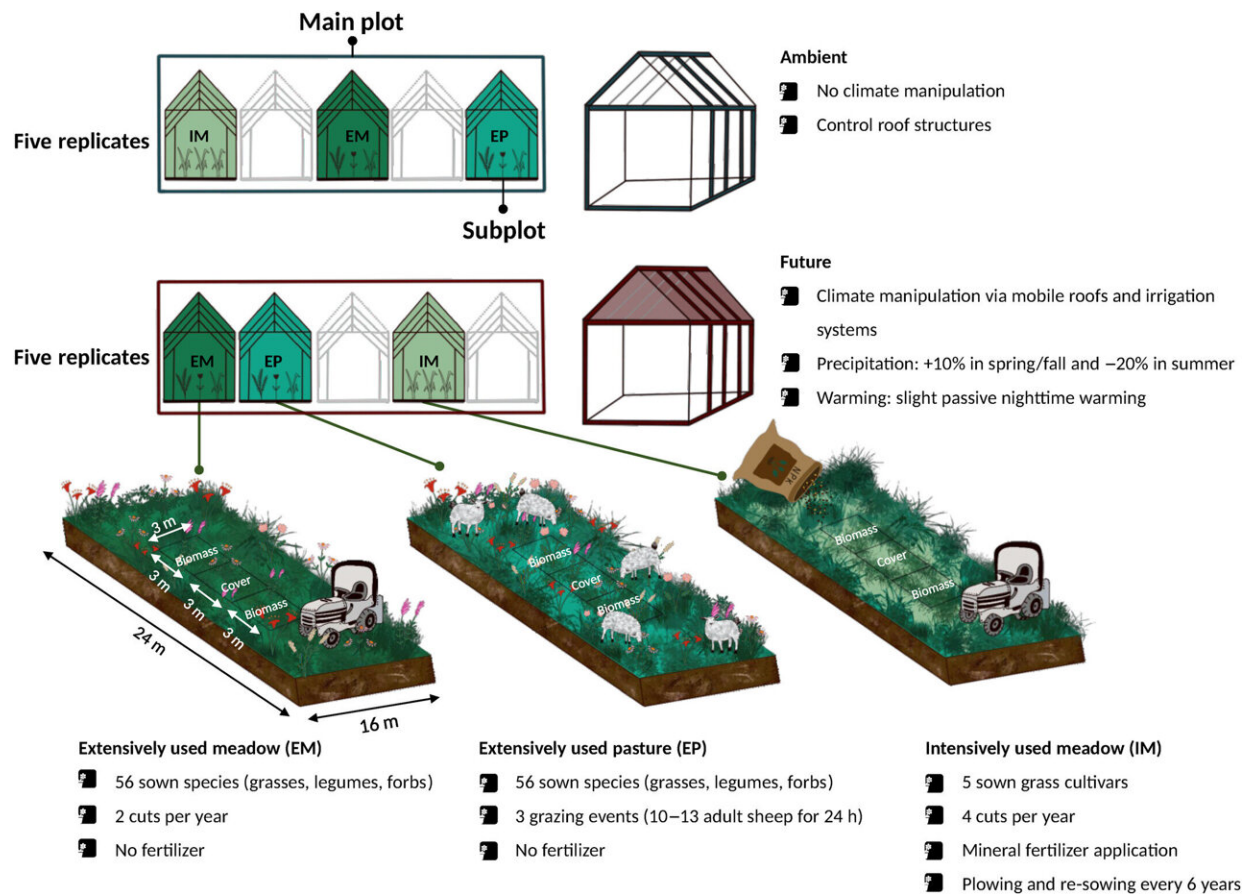 Main plot
Five replicates
IM
EM
EP
Subplot
Ambient
No climate manipulation
Control roof structures
Five replicates
EM
EP
IM
Future
Climate manipulation via mobile roofs and irrigation
systems
Precipitation: +10% in spring/fall and −20% in summer
Warming: slight passive nighttime warming
3 m
Biomass
Cover
Biomass
3 m
3 m
3 m
24 m
16 m
Biomass
Cover
Biomass
NPK
Biomass
Cover
Biomass
Extensively used meadow (EM)
56 sown species (grasses, legumes, forbs)
2 cuts per year
No fertilizer
Extensively used pasture (EP)
56 sown species (grasses, legumes, forbs)
3 grazing events (10−13 adult sheep for 24 h)
No fertilizer
Intensively used meadow (IM)
5 sown grass cultivars
4 cuts per year
Mineral fertilizer application
Plowing and re-sowing every 6 years